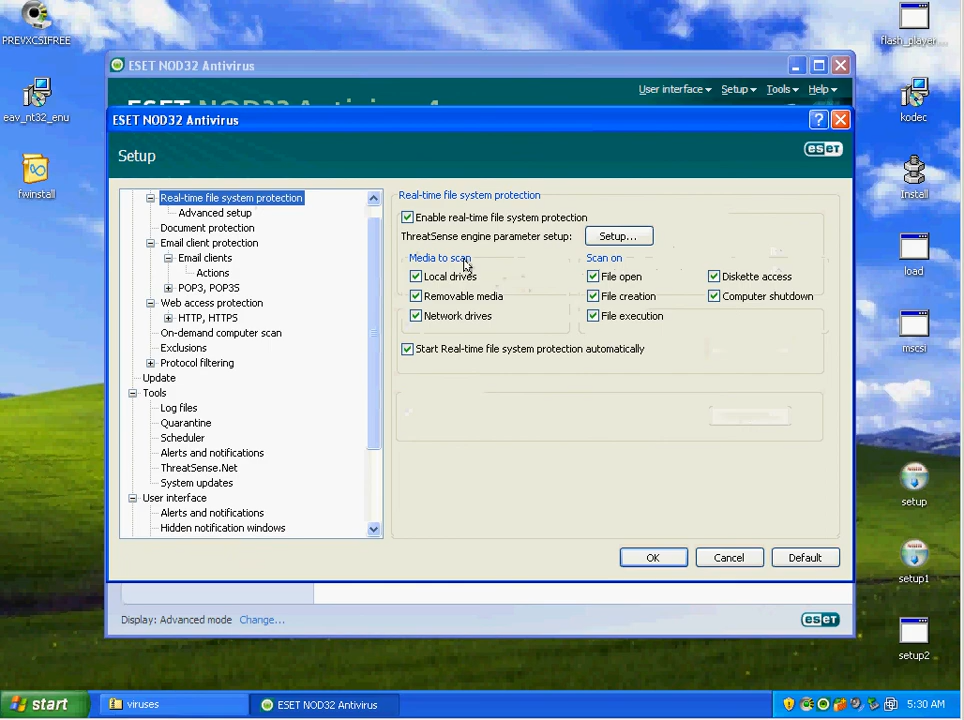 PREVXCSIFREE
eav_nt32_enu
fwinstall
flash_player...
kodec
Install
load
mscsi
setup
setup1
setup2
ESET NOD32 Antivirus
User interface
Setup
Tools
Help
ESET NOD32 Antivirus
Setup
eset
Real-time file system protection
Advanced setup
Document protection
Email client protection
Email clients
Actions
POP3, POP3S
Web access protection
HTTP, HTTPS
On-demand computer scan
Exclusions
Protocol filtering
Update
Tools
Log files
Quarantine
Scheduler
Alerts and notifications
ThreatSense.Net
System updates
User interface
Alerts and notifications
Hidden notification windows
Real-time file system protection
Enable real-time file system protection
ThreatSense engine parameter setup: Setup...
Media to scan
Local drives
Removable media
Network drives
Scan on
File open
File creation
File execution
Diskette access
Computer shutdown
Start Real-time file system protection automatically
OK
Cancel
Default
Display: Advanced mode Change...
eset
start
viruses
ESET NOD32 Antivirus
5:30 AM